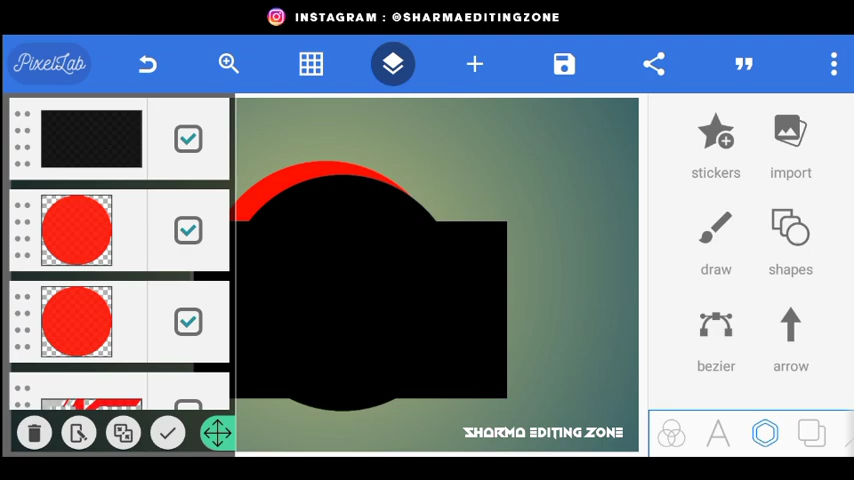 INSTAGRAM : @SHARMAEDITINGZONE
PixelLab
stickers
import
draw
shapes
bezier
arrow
SHARMA EDITING ZONE